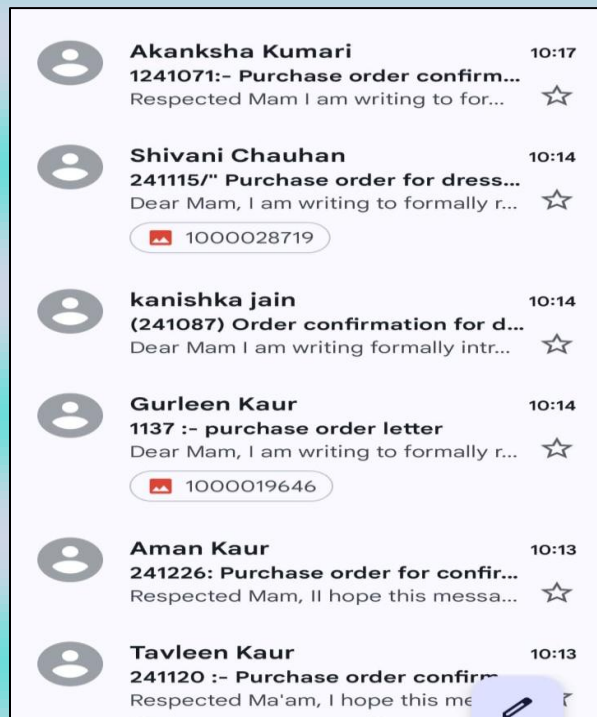 Akanksha Kumari 10:17
1241071:- Purchase order confirm...
Respected Mam I am writing to for...
Shivani Chauhan 10:14
241115/" Purchase order for dress...
Dear Mam, I am writing to formally r...
1000028719
kanishka jain 10:14
(241087) Order confirmation for d...
Dear Mam I am writing formally intr...
Gurleen Kaur 10:14
1137 :- purchase order letter
Dear Mam, I am writing to formally r...
1000019646
Aman Kaur 10:13
241226: Purchase order for confir...
Respected Mam, II hope this messa...
Tavleen Kaur 10:13
241120 :- Purchase order confirm
Respected Ma'am, I hope this me